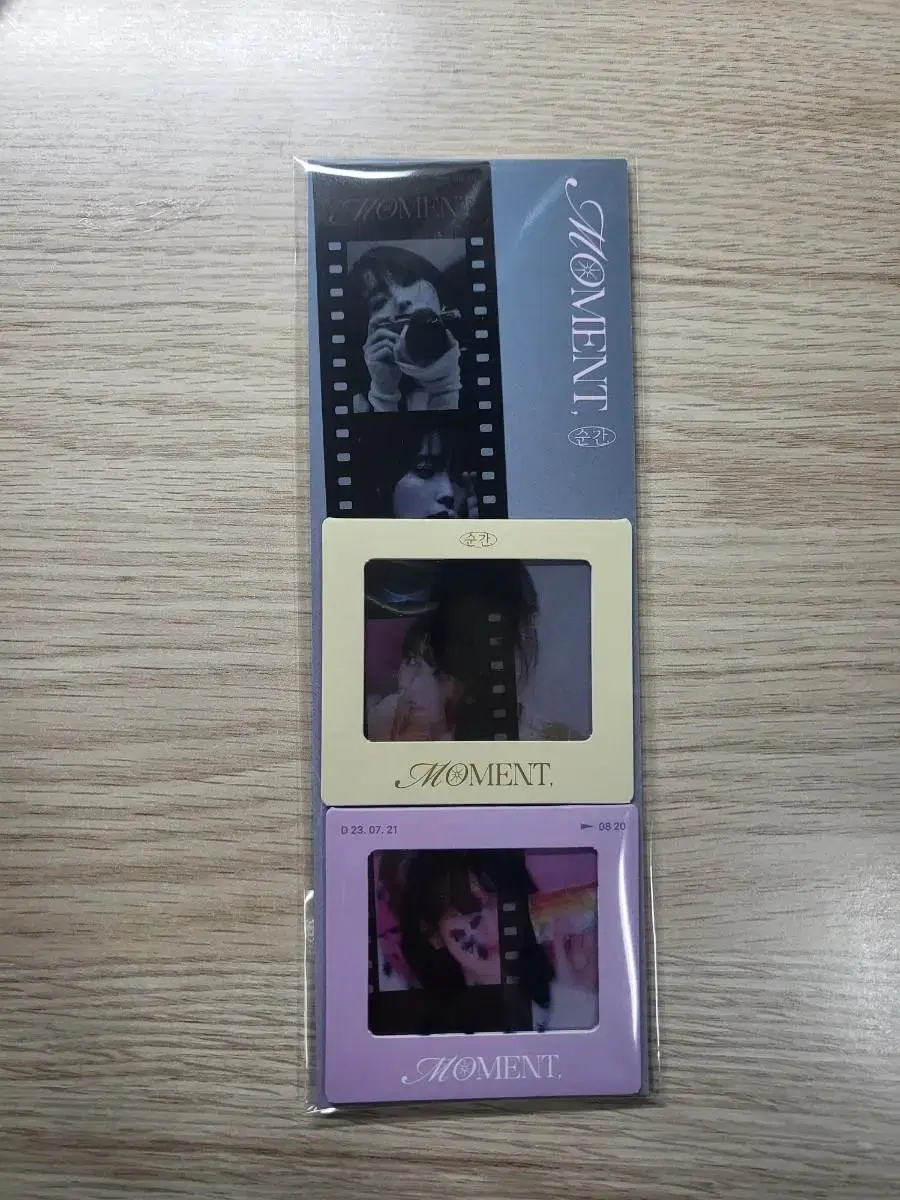 MOMENT
MOMENT,
순간
순간
MOMENT,
D 23. 07. 21
08 20
MOMENT,